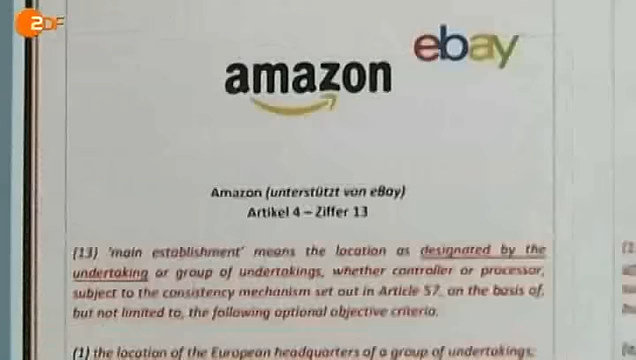 ZDF
ebay
amazon
Amazon (unterstützt von eBay)
Artikel 4 – Ziffer 13
(13) 'main establishment' means the location as designated by the
undertaking or group of undertakings, whether controller or processor,
subject to the consistency mechanism set out in Article 57, on the basis of,
but not limited to, the following optional objective criteria.
(1) the location of the European headquarters of a group of undertakings;